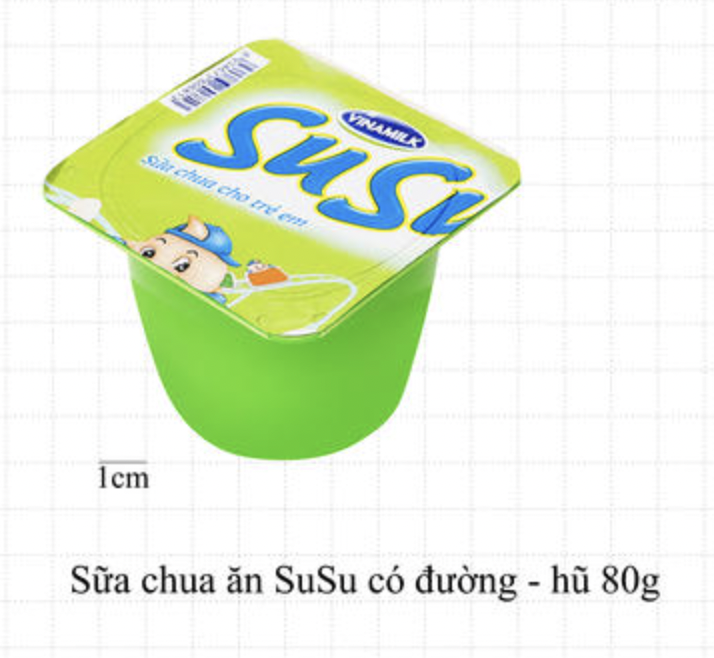 VINAMILK
SuSu
Sữa chua cho trẻ em
1cm
Sữa chua ăn SuSu có đường - hũ 80g